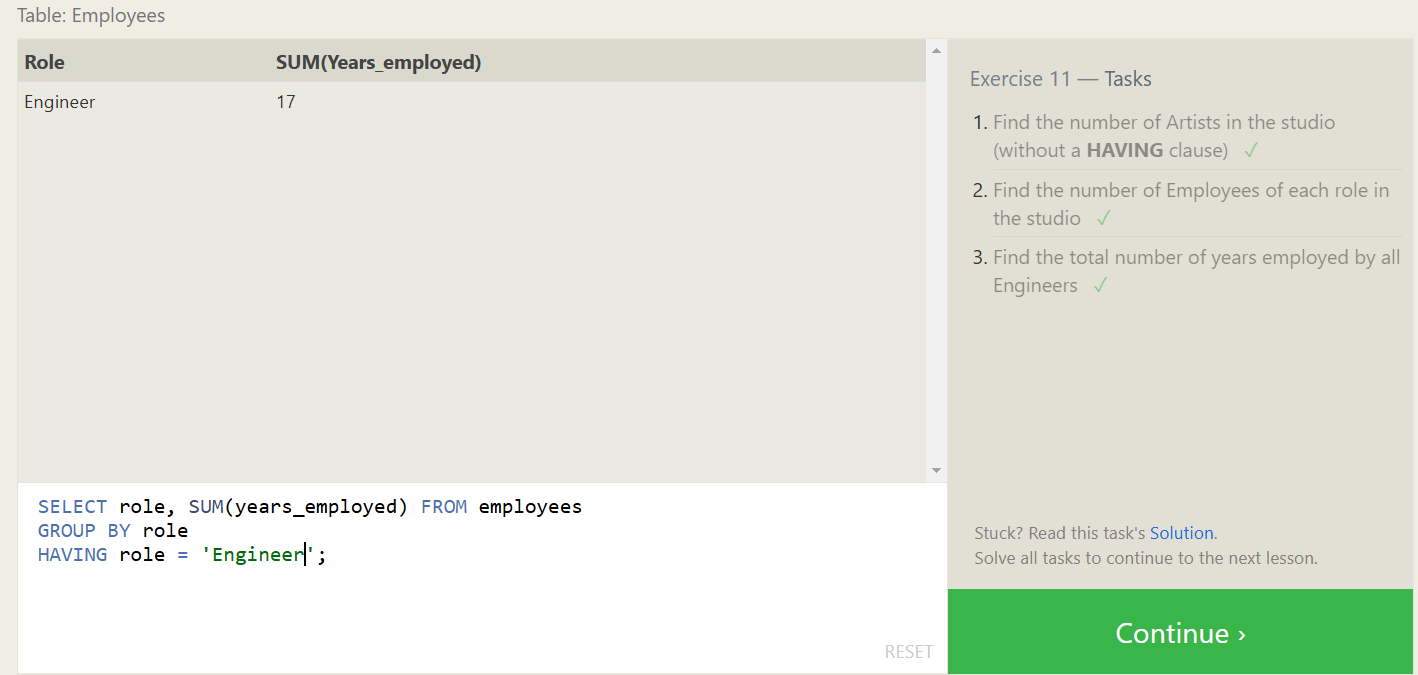 Table: Employees
Role SUM(Years_employed)
Engineer 17
SELECT role, SUM(years_employed) FROM employees
GROUP BY role
HAVING role = 'Engineer';
RESET
Exercise 11 — Tasks
1. Find the number of Artists in the studio
(without a HAVING clause) ✓
2. Find the number of Employees of each role in
the studio ✓
3. Find the total number of years employed by all
Engineers ✓
Stuck? Read this task's Solution.
Solve all tasks to continue to the next lesson.
Continue ›